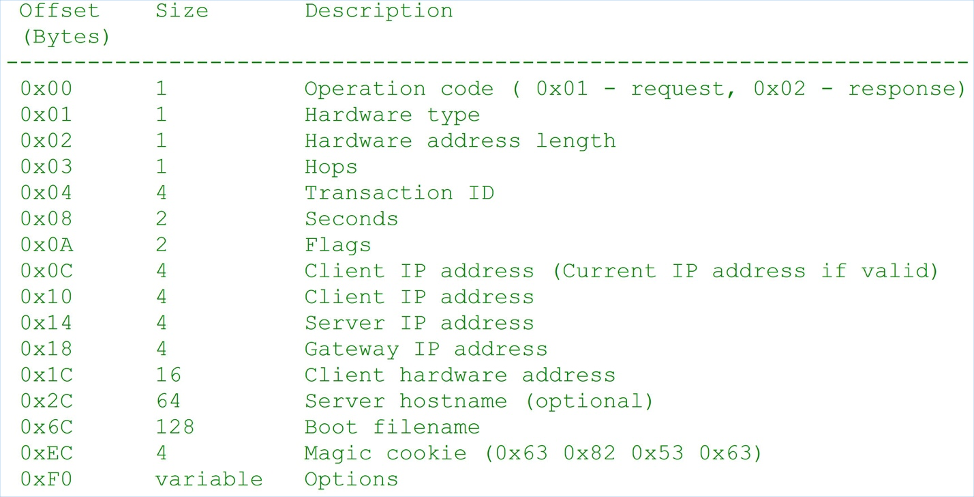 Offset Size Description
(Bytes)
------------------------------------------------------------------------
0x00 1 Operation code ( 0x01 - request, 0x02 - response)
0x01 1 Hardware type
0x02 1 Hardware address length
0x03 1 Hops
0x04 4 Transaction ID
0x08 2 Seconds
0x0A 2 Flags
0x0C 4 Client IP address (Current IP address if valid)
0x10 4 Client IP address
0x14 4 Server IP address
0x18 4 Gateway IP address
0x1C 16 Client hardware address
0x2C 64 Server hostname (optional)
0x6C 128 Boot filename
0xEC 4 Magic cookie (0x63 0x82 0x53 0x63)
0xF0 variable Options